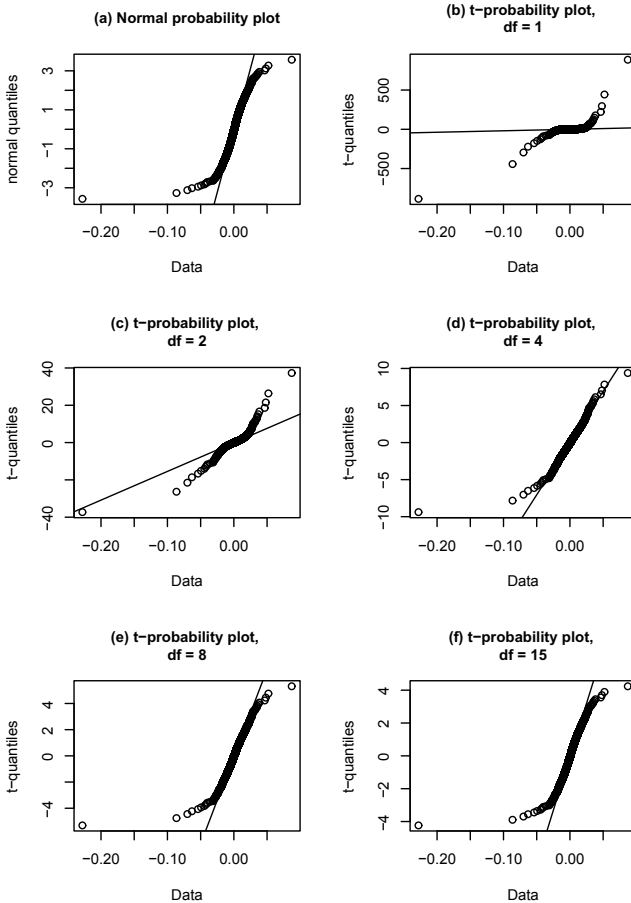 (a) Normal probability plot
normal quantiles
3
1
−1
−3
−0.20
−0.10
0.00
Data
(b) t−probability plot,
df = 1
t−quantiles
500
0
−500
−0.20
−0.10
0.00
Data
(c) t−probability plot,
df = 2
t−quantiles
40
20
0
−40
−0.20
−0.10
0.00
Data
(d) t−probability plot,
df = 4
t−quantiles
10
5
0
−5
−10
−0.20
−0.10
0.00
Data
(e) t−probability plot,
df = 8
t−quantiles
4
2
0
−4
−0.20
−0.10
0.00
Data
(f) t−probability plot,
df = 15
t−quantiles
4
2
0
−2
−4
−0.20
−0.10
0.00
Data